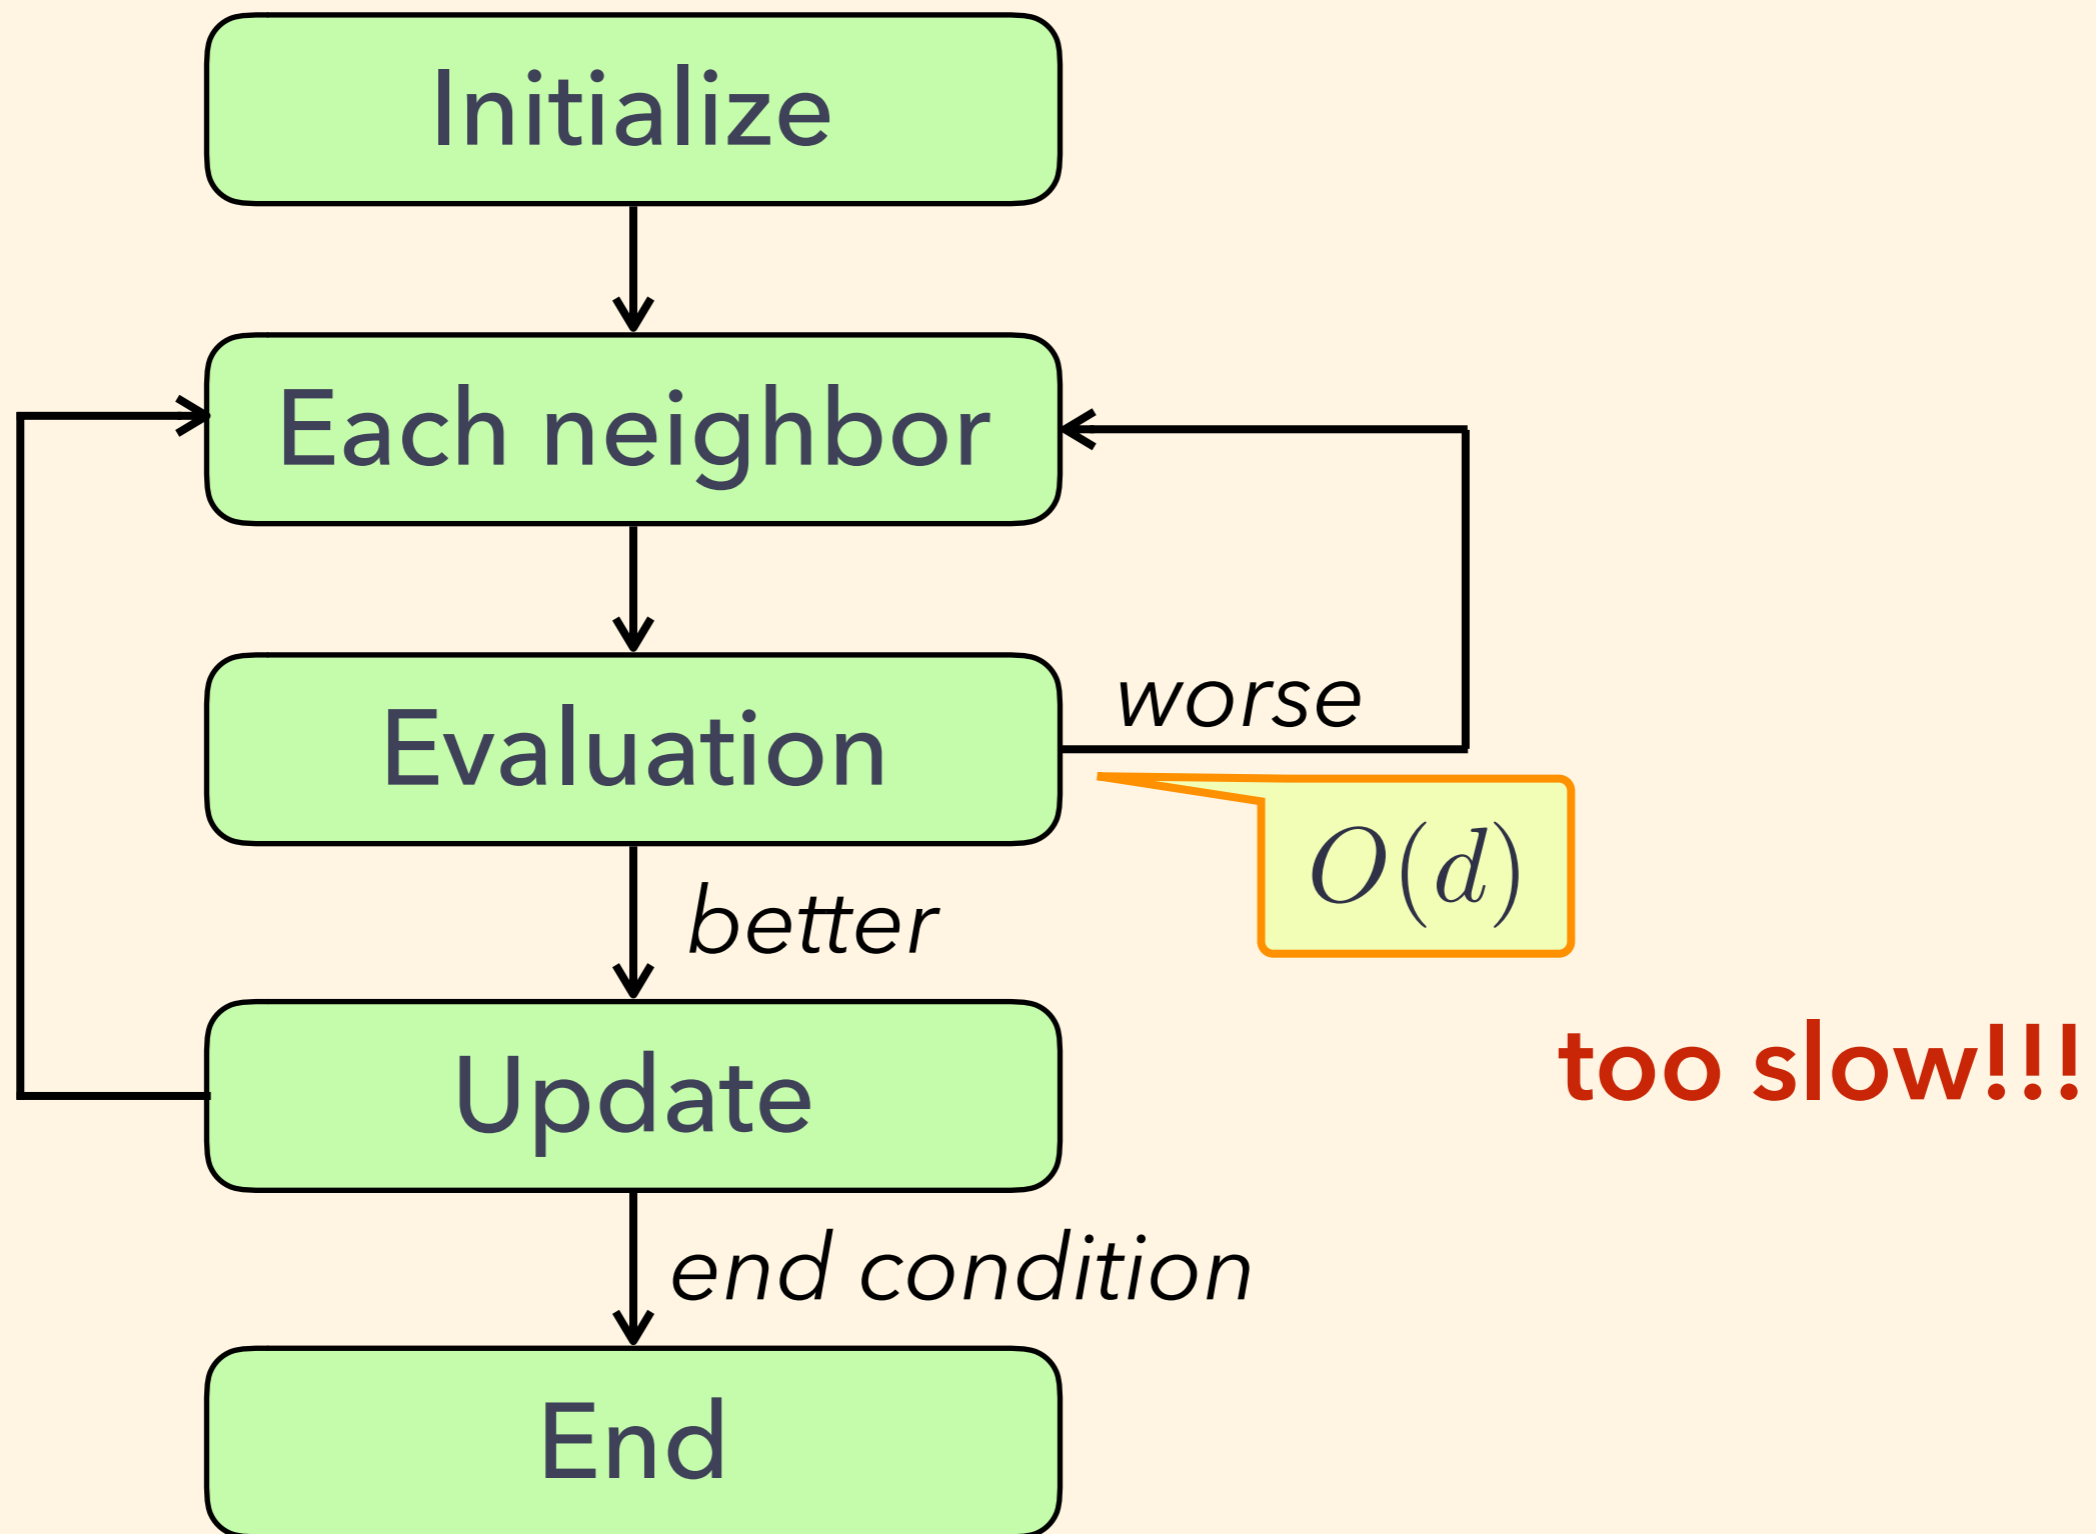 Initialize
Each neighbor
Evaluation
worse
O(d)
better
too slow!!!
Update
end condition
End